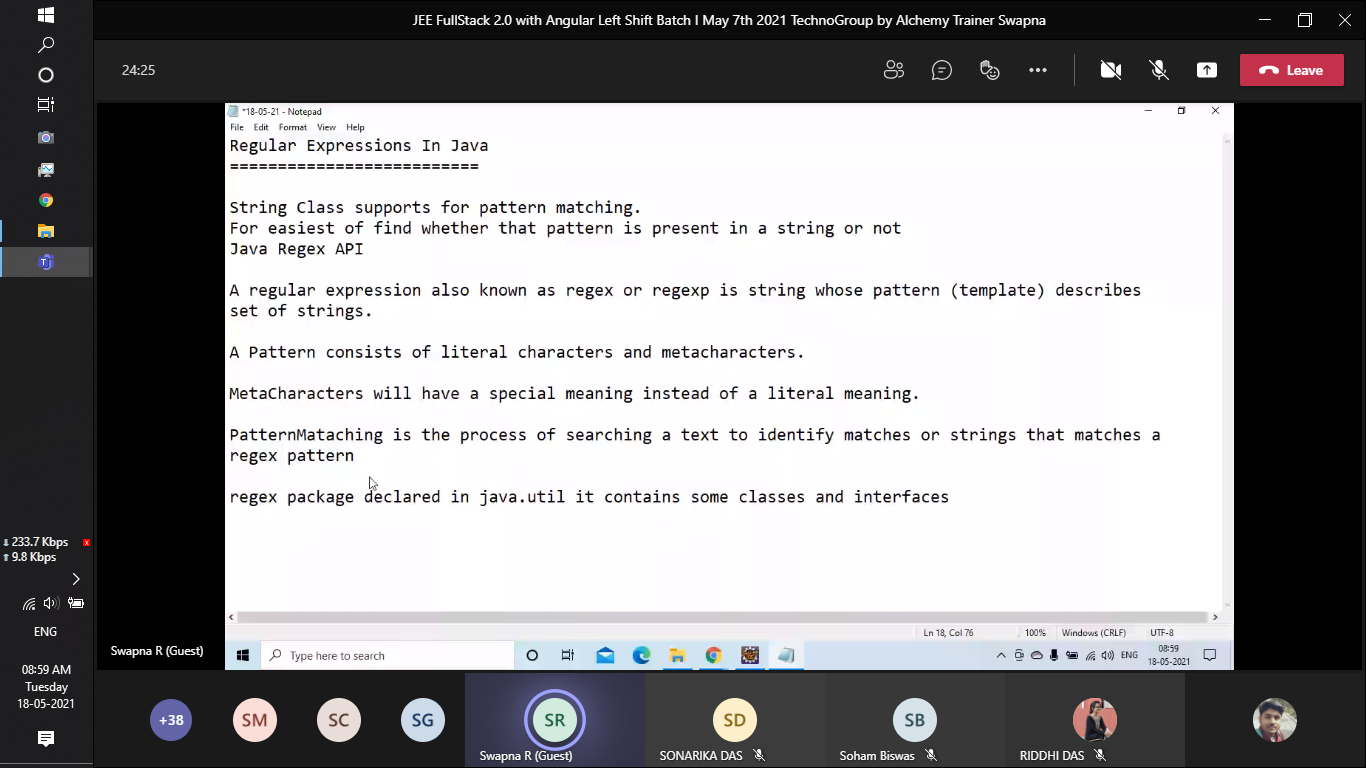 JEE FullStack 2.0 with Angular Left Shift Batch I May 7th 2021 TechnoGroup by Alchemy Trainer Swapna
24:25
Leave
*18-05-21 - Notepad
File Edit Format View Help
Regular Expressions In Java
==========================
String Class supports for pattern matching.
For easiest of find whether that pattern is present in a string or not
Java Regex API
A regular expression also known as regex or regexp is string whose pattern (template) describes
set of strings.
A Pattern consists of literal characters and metacharacters.
MetaCharacters will have a special meaning instead of a literal meaning.
PatternMataching is the process of searching a text to identify matches or strings that matches a
regex pattern
regex package declared in java.util it contains some classes and interfaces
Ln 18, Col 76 100% Windows (CRLF) UTF-8
Swapna R (Guest)
Type here to search
ENG
08:59
18-05-2021
233.7 Kbps
9.8 Kbps
ENG
08:59 AM
Tuesday
18-05-2021
+38
SM
SC
SG
SR
Swapna R (Guest)
SD
SONARIKA DAS
SB
Soham Biswas
RIDDHI DAS